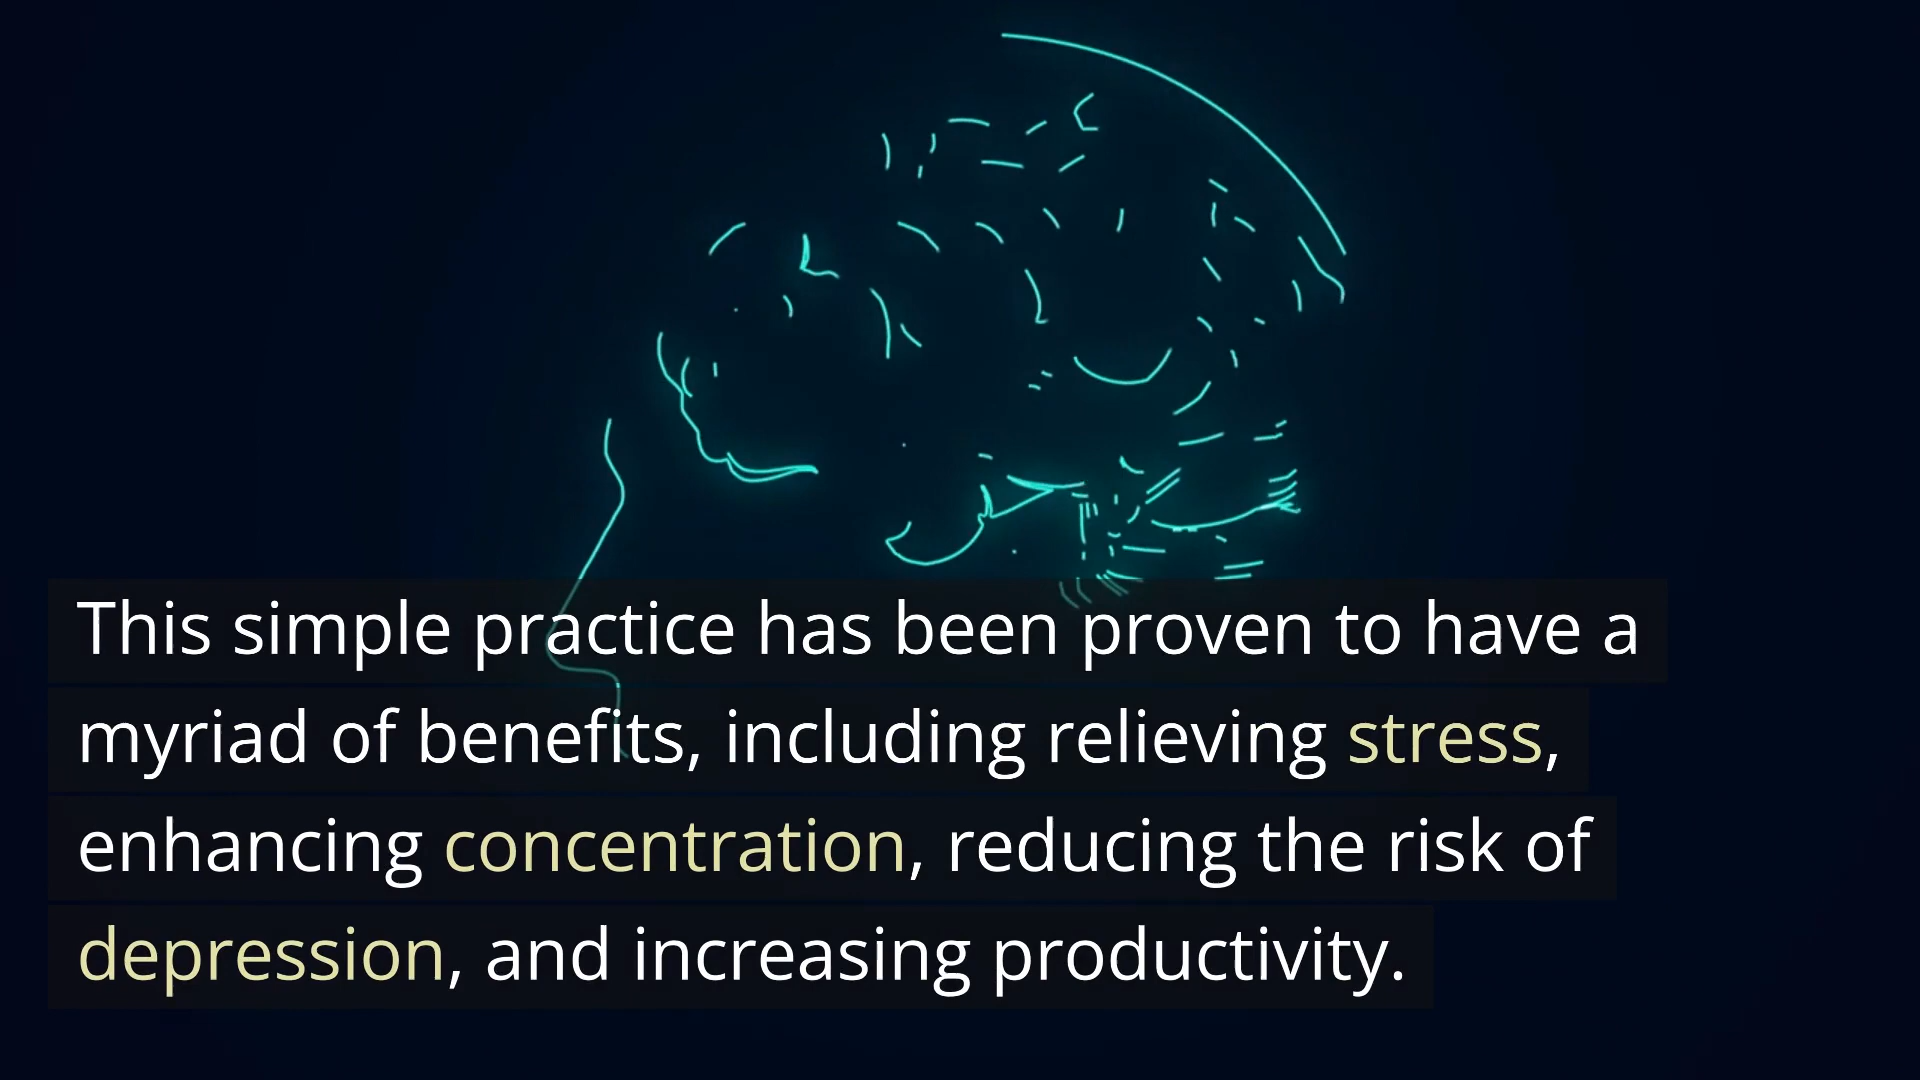 This simple practice has been proven to have a
myriad of benefits, including relieving stress,
enhancing concentration, reducing the risk of
depression, and increasing productivity.